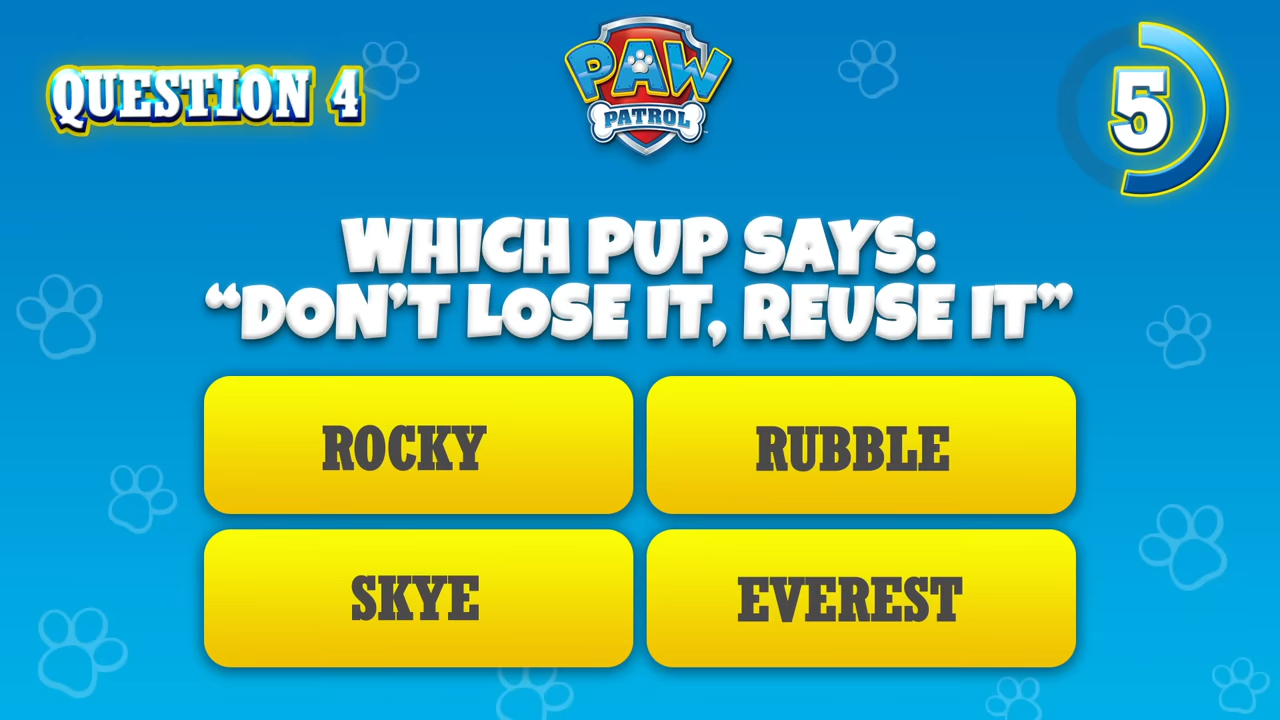 QUESTION 4
PAW
PATROL
5
WHICH PUP SAYS:
“DON’T LOSE IT, REUSE IT”
ROCKY
RUBBLE
SKYE
EVEREST